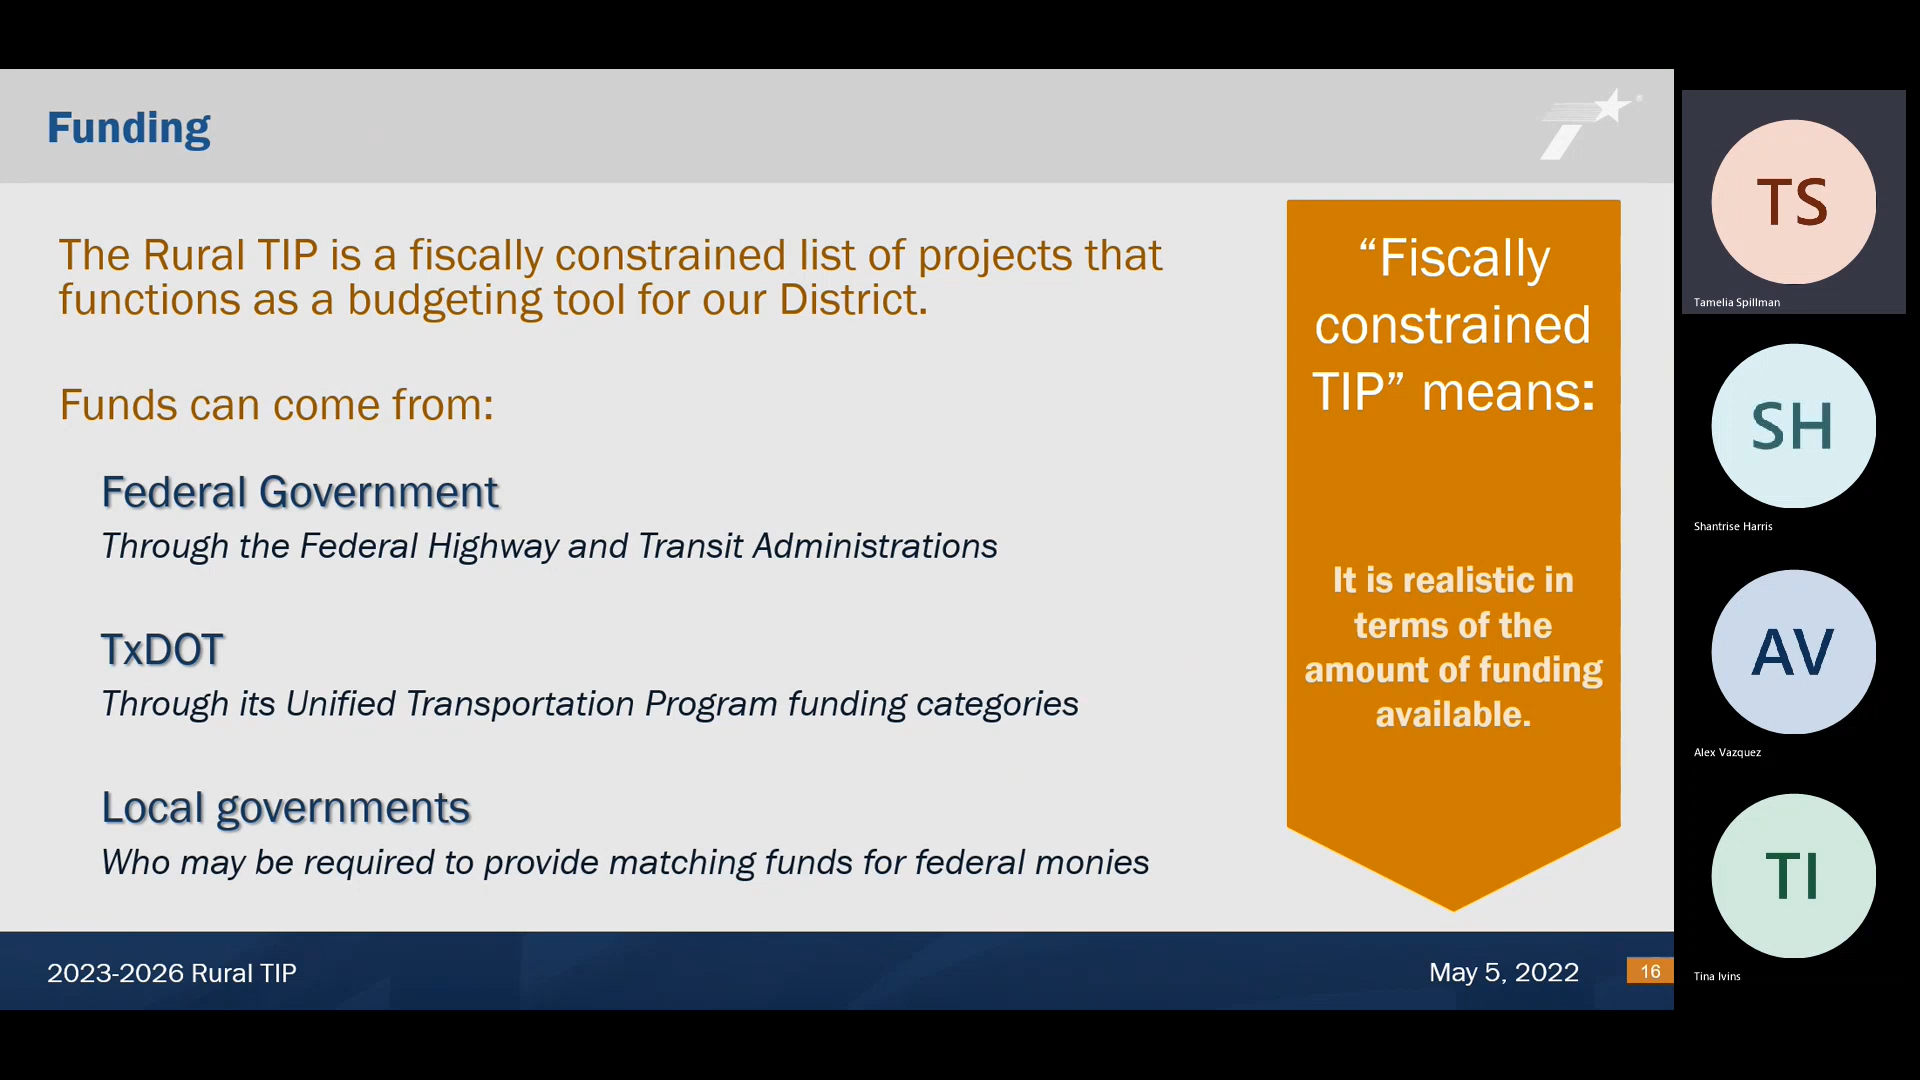 Funding
The Rural TIP is a fiscally constrained list of projects that
functions as a budgeting tool for our District.
Funds can come from:
Federal Government
Through the Federal Highway and Transit Administrations
TxDOT
Through its Unified Transportation Program funding categories
Local governments
Who may be required to provide matching funds for federal monies
“Fiscally
constrained
TIP” means:
It is realistic in
terms of the
amount of funding
available.
2023-2026 Rural TIP
May 5, 2022
16
TS
Tamelia Spillman
SH
Shantrise Harris
AV
Alex Vazquez
TI
Tina Ivins